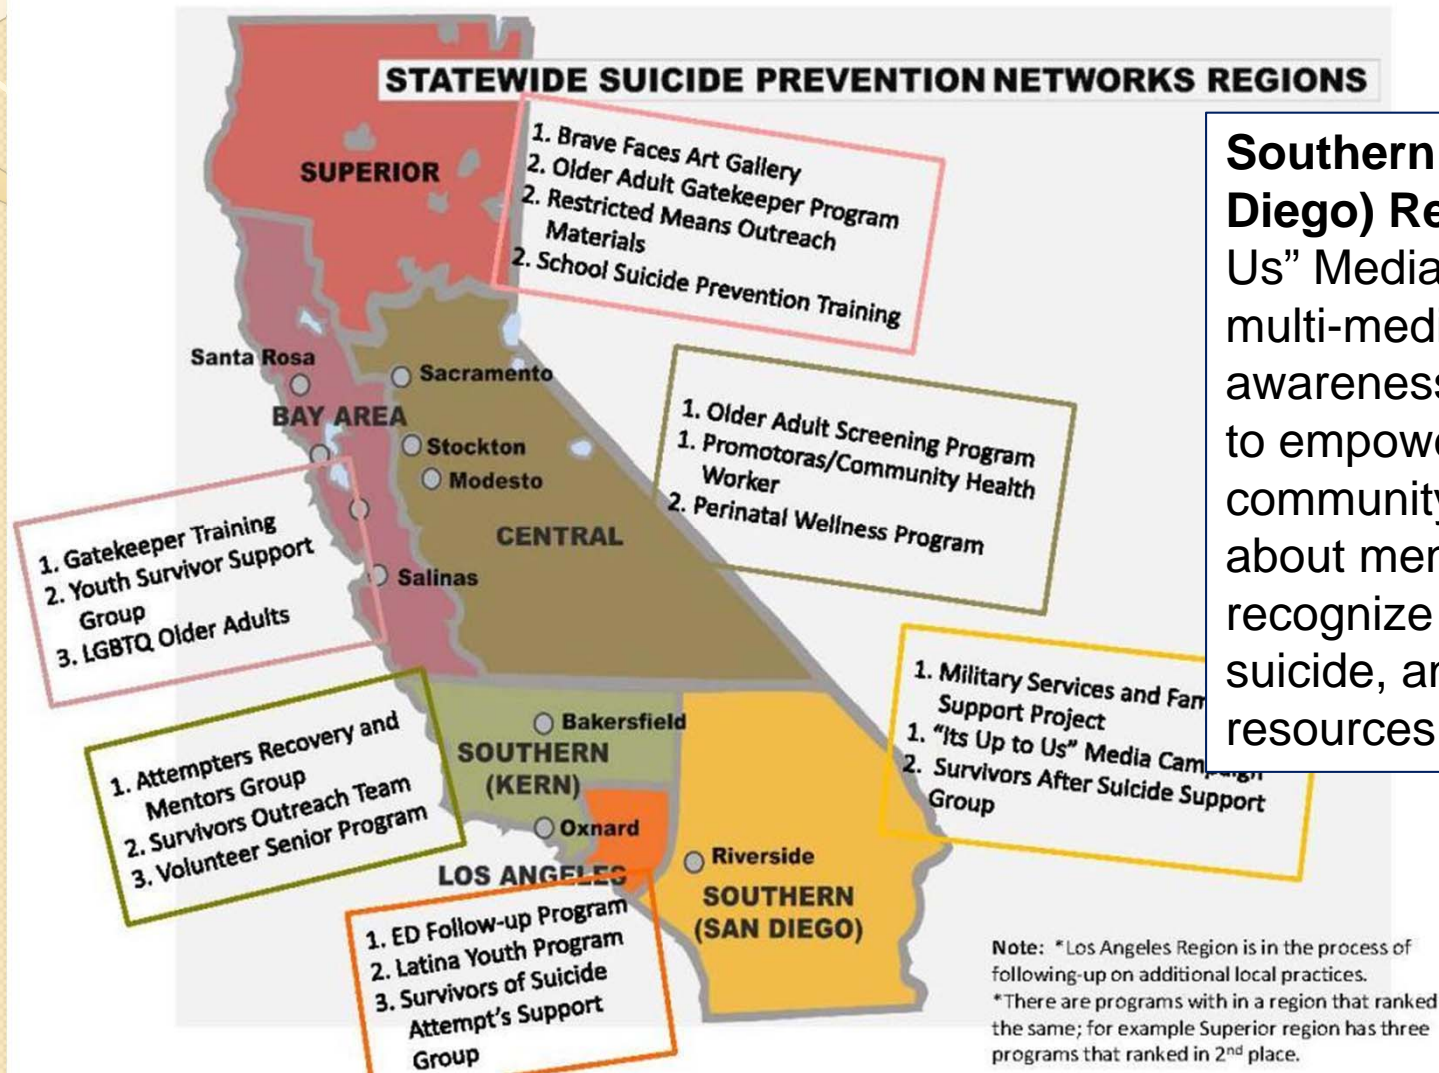 STATEWIDE SUICIDE PREVENTION NETWORKS REGIONS
SUPERIOR
1. Brave Faces Art Gallery
2. Older Adult Gatekeeper Program
2. Restricted Means Outreach
Materials
2. School Suicide Prevention Training
Southern
Diego) Re
Us” Media
multi-medi
awareness
to empowe
community
about men
recognize
suicide, an
resources
Santa Rosa
Sacramento
BAY AREA
Stockton
Modesto
CENTRAL
Salinas
1. Older Adult Screening Program
1. Promotoras/Community Health
Worker
2. Perinatal Wellness Program
1. Gatekeeper Training
2. Youth Survivor Support
Group
3. LGBTQ Older Adults
1. Military Services and Fam
Support Project
1. “Its Up to Us” Media Campaign
2. Survivors After Suicide Support
Group
1. Attempters Recovery and
Mentors Group
2. Survivors Outreach Team
3. Volunteer Senior Program
Bakersfield
SOUTHERN
(KERN)
Oxnard
LOS ANGELES
Riverside
SOUTHERN
(SAN DIEGO)
1. ED Follow-up Program
2. Latina Youth Program
3. Survivors of Suicide
Attempt's Support
Group
Note: *Los Angeles Region is in the process of
following-up on additional local practices.
*There are programs with in a region that ranked
the same; for example Superior region has three
programs that ranked in 2nd place.